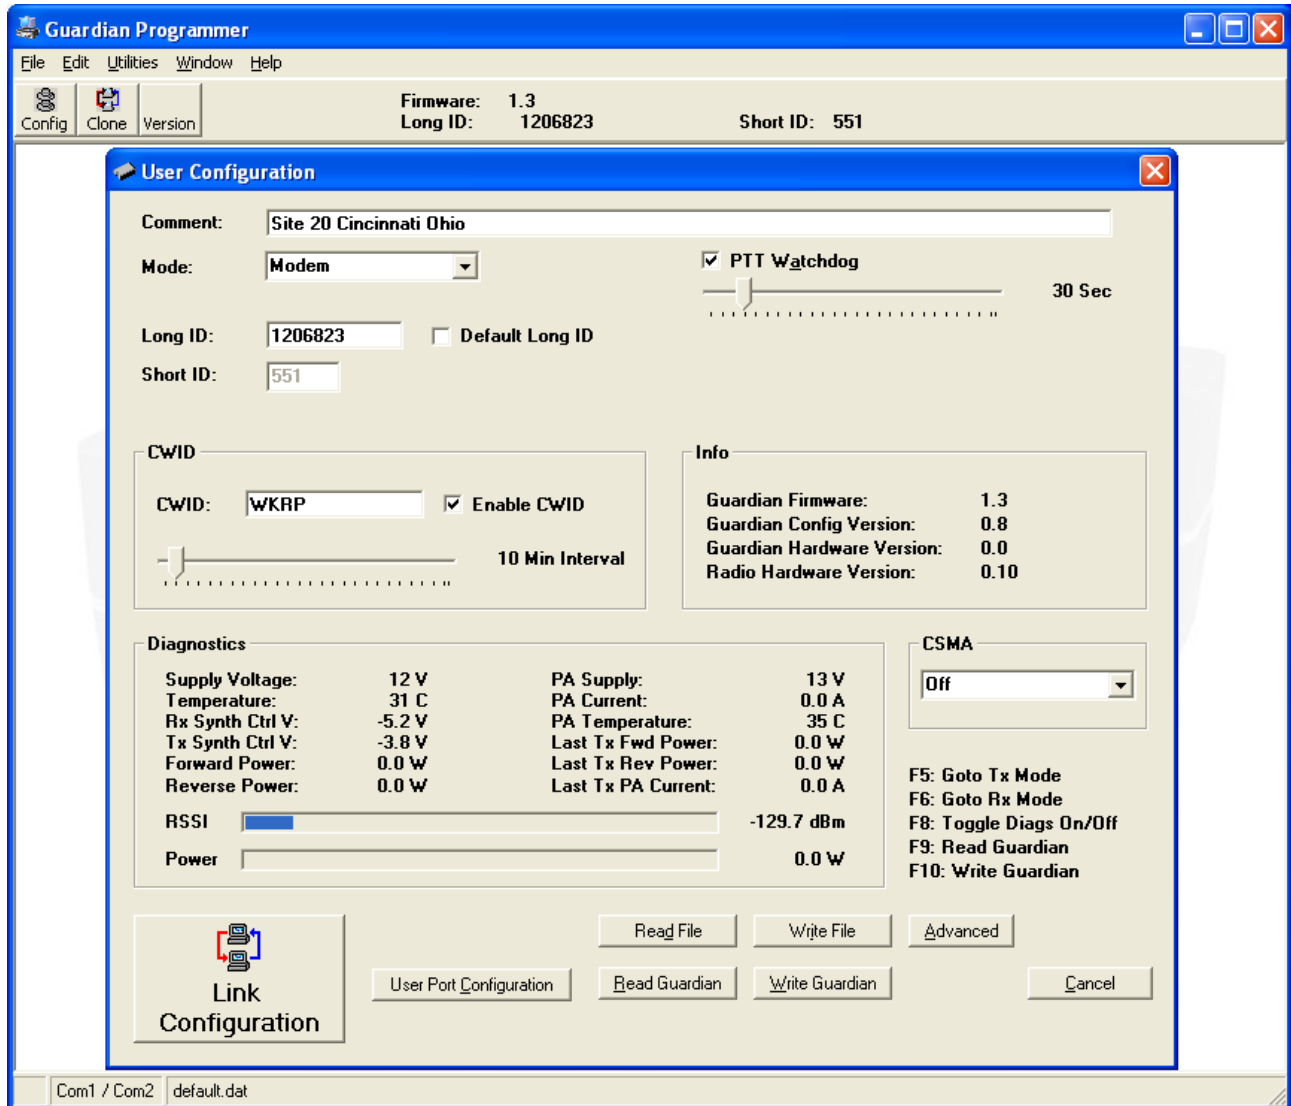 Guardian Programmer
File Edit Utilities Window Help
Config Clone Version
Firmware: 1.3
Long ID: 1206823 Short ID: 551
User Configuration
Comment: Site 20 Cincinnati Ohio
Mode: Modem
PTT Watchdog
30 Sec
Long ID: 1206823 Default Long ID
Short ID: 551
CWID
CWID: WKRP Enable CWID
10 Min Interval
Info
Guardian Firmware: 1.3
Guardian Config Version: 0.8
Guardian Hardware Version: 0.0
Radio Hardware Version: 0.10
Diagnostics
Supply Voltage: 12 V PA Supply: 13 V
Temperature: 31 C PA Current: 0.0 A
Rx Synth Ctrl V: -5.2 V PA Temperature: 35 C
Tx Synth Ctrl V: -3.8 V Last Tx Fwd Power: 0.0 W
Forward Power: 0.0 W Last Tx Rev Power: 0.0 W
Reverse Power: 0.0 W Last Tx PA Current: 0.0 A
RSSI -129.7 dBm
Power 0.0 W
CSMA
Off
F5: Goto Tx Mode
F6: Goto Rx Mode
F8: Toggle Diags On/Off
F9: Read Guardian
F10: Write Guardian
Link
Configuration
Read File Write File Advanced
User Port Configuration Read Guardian Write Guardian Cancel
Com1 / Com2 default.dat